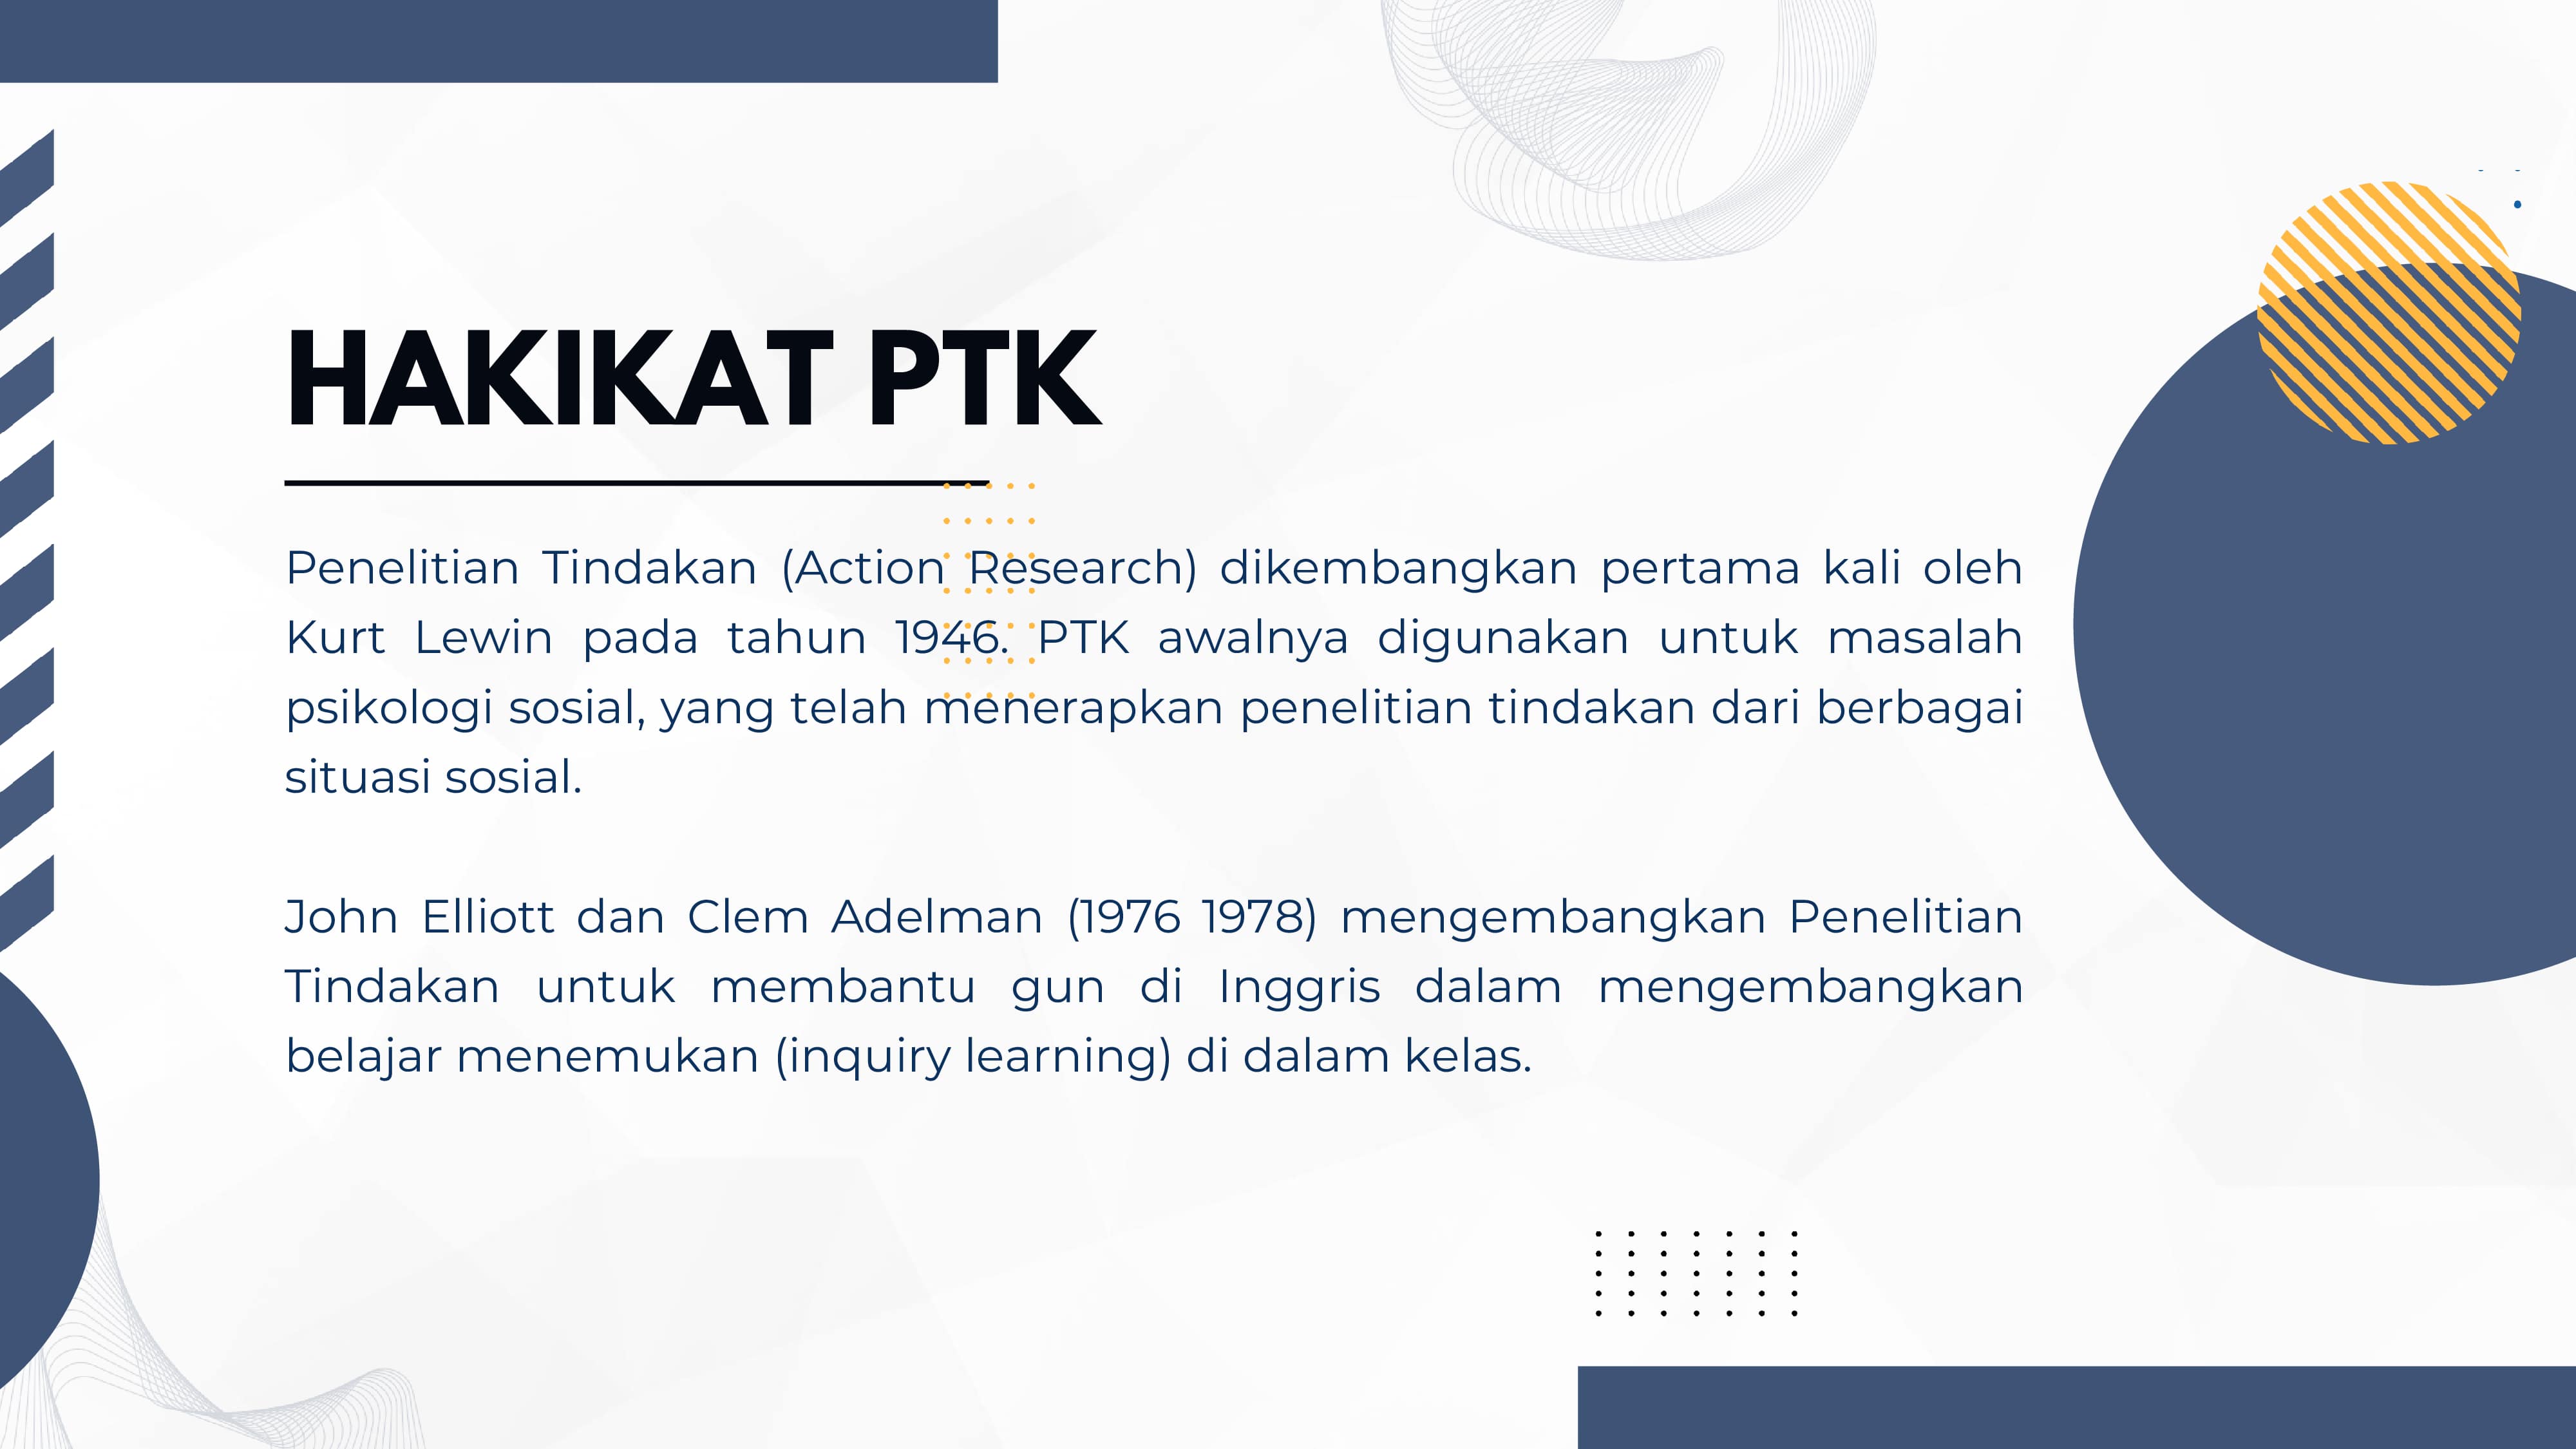 HAKIKAT PTK
Penelitian Tindakan (Action Research) dikembangkan pertama kali oleh
Kurt Lewin pada tahun 1946. PTK awalnya digunakan untuk masalah
psikologi sosial, yang telah menerapkan penelitian tindakan dari berbagai
situasi sosial.
John Elliott dan Clem Adelman (1976 1978) mengembangkan Penelitian
Tindakan untuk membantu gun di Inggris dalam mengembangkan
belajar menemukan (inquiry learning) di dalam kelas.